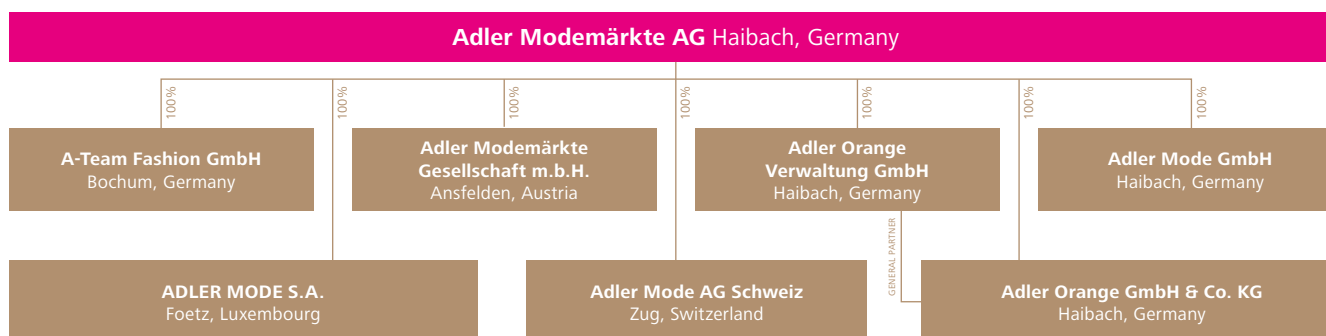 Adler Modemärkte AG Haibach, Germany
100%
100%
100%
100%
100%
100%
100%
A-Team Fashion GmbH
Bochum, Germany
Adler Modemärkte
Gesellschaft m.b.H.
Ansfelden, Austria
Adler Orange
Verwaltung GmbH
Haibach, Germany
Adler Mode GmbH
Haibach, Germany
GENERAL PARTNER
ADLER MODE S.A.
Foetz, Luxembourg
Adler Mode AG Schweiz
Zug, Switzerland
Adler Orange GmbH & Co. KG
Haibach, Germany